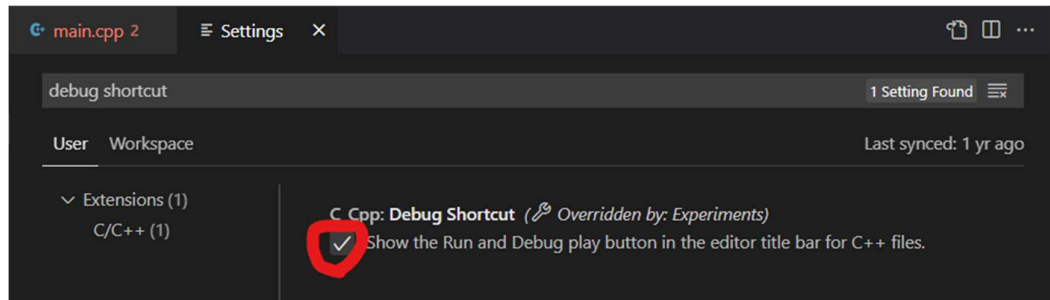 main.cpp 2
Settings
debug shortcut
1 Setting Found
User Workspace
Last synced: 1 yr ago
Extensions (1)
C/C++ (1)
C_Cpp: Debug Shortcut ( Overridden by: Experiments)
Show the Run and Debug play button in the editor title bar for C++ files.